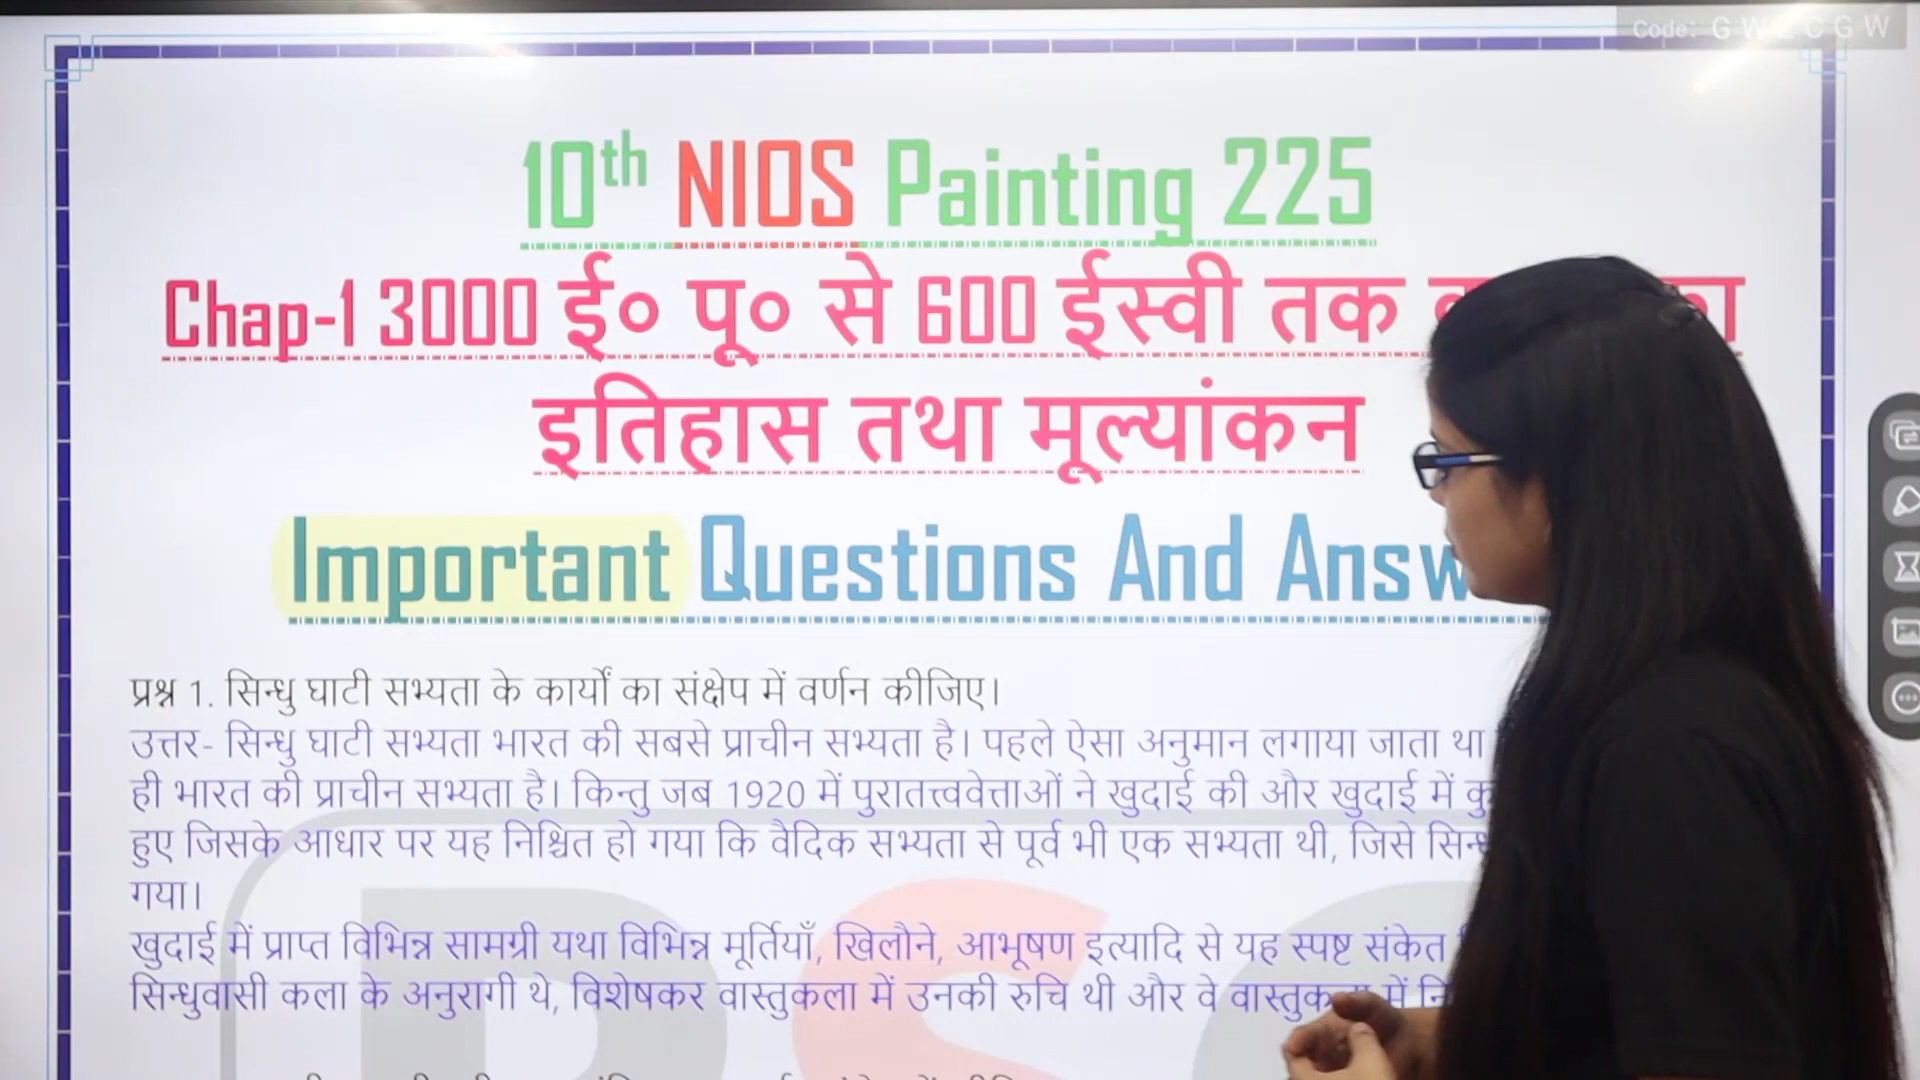 Code: G W 2 C G W
10th NIOS Painting 225
Chap-1 3000 ई० पू० से 600 ईस्वी तक
इतिहास तथा मूल्यांकन
Important Questions And Answ
प्रश्न 1. सिन्धु घाटी सभ्यता के कार्यों का संक्षेप में वर्णन कीजिए।
उत्तर- सिन्धु घाटी सभ्यता भारत की सबसे प्राचीन सभ्यता है। पहले ऐसा अनुमान लगाया जाता था
ही भारत की प्राचीन सभ्यता है। किन्तु जब 1920 में पुरातत्त्ववेत्ताओं ने खुदाई की और खुदाई में
हुए जिसके आधार पर यह निश्चित हो गया कि वैदिक सभ्यता से पूर्व भी एक सभ्यता थी, जिसे
गया।
खुदाई में प्राप्त विभिन्न सामग्री यथा विभिन्न मूर्तियाँ, खिलौने, आभूषण इत्यादि से यह स्पष्ट संकेत
सिन्धुवासी कला के अनुरागी थे, विशेषकर वास्तुकला में उनकी रुचि थी और वे में